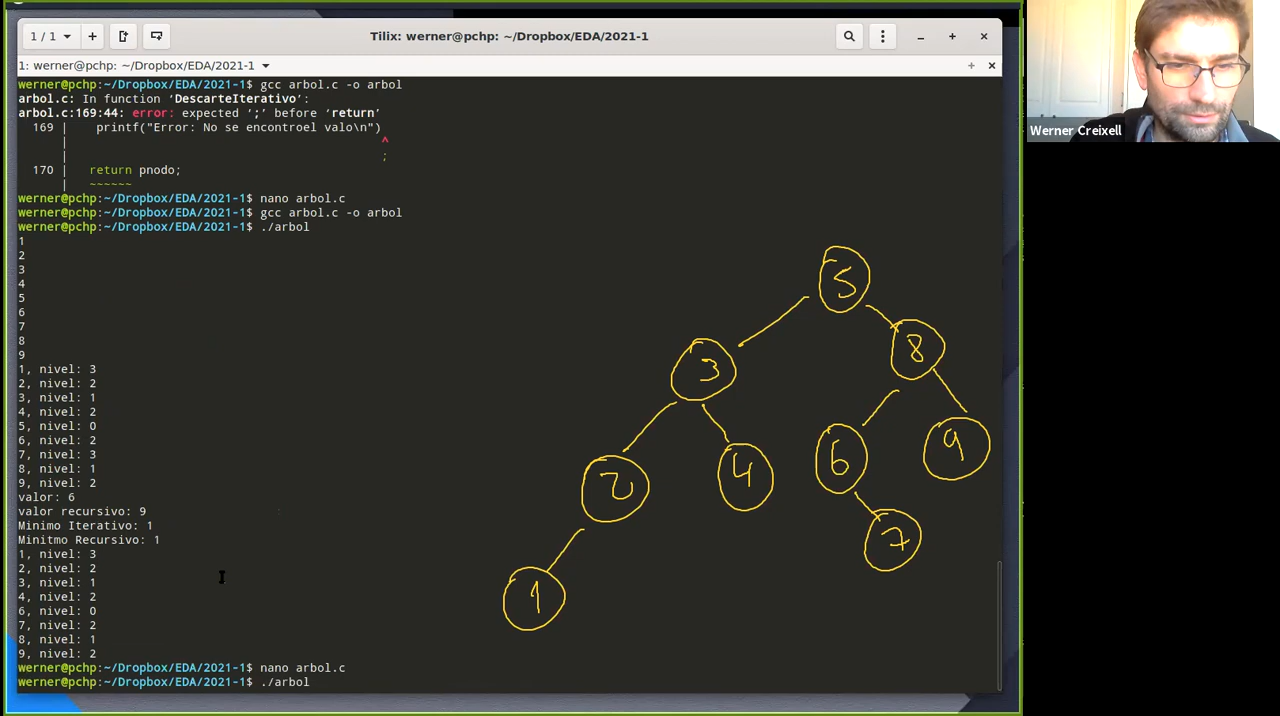 1 / 1
Tilix: werner@pchp: ~/Dropbox/EDA/2021-1
1: werner@pchp: ~/Dropbox/EDA/2021-1
werner@pchp:~/Dropbox/EDA/2021-1$ gcc arbol.c -o arbol
arbol.c: In function ‘DescarteIterativo’:
arbol.c:169:44: error: expected ‘;’ before ‘return’
169 | printf("Error: No se encontroel valo\n")
| ^
| ;
170 | return pnodo;
| ~~~~~~
werner@pchp:~/Dropbox/EDA/2021-1$ nano arbol.c
werner@pchp:~/Dropbox/EDA/2021-1$ gcc arbol.c -o arbol
werner@pchp:~/Dropbox/EDA/2021-1$ ./arbol
1
2
3
4
5
6
7
8
9
1, nivel: 3
2, nivel: 2
3, nivel: 1
4, nivel: 2
5, nivel: 0
6, nivel: 2
7, nivel: 3
8, nivel: 1
9, nivel: 2
valor: 6
valor recursivo: 9
Minimo Iterativo: 1
Minitmo Recursivo: 1
1, nivel: 3
2, nivel: 2
3, nivel: 1
4, nivel: 2
6, nivel: 0
7, nivel: 2
8, nivel: 1
9, nivel: 2
werner@pchp:~/Dropbox/EDA/2021-1$ nano arbol.c
werner@pchp:~/Dropbox/EDA/2021-1$ ./arbol
5
3 8
2 4 6 9
1 7
Werner Creixell